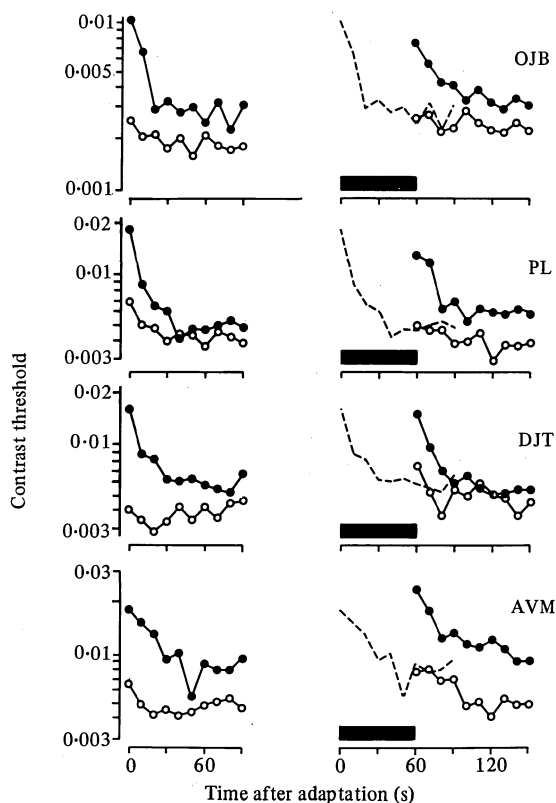 0·01
0·005
0·001
OJB
0·02
0·01
0·003
PL
0·02
0·01
0·003
DJT
0·03
0·01
0·003
AVM
Contrast threshold
0 60 0 60 120
Time after adaptation (s)